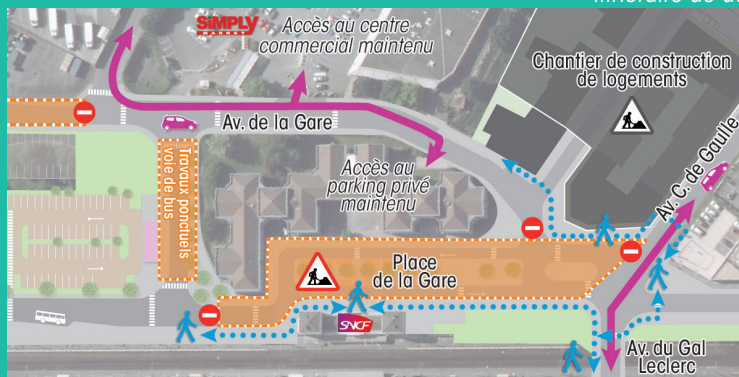 SIMPLY
Accès au centre
commercial maintenu
Chantier de construction
de logements
Av. de la Gare
Av. C. de Gaulle
Travaux ponctuels
voie de bus
Accès au
parking privé
maintenu
Place
de la Gare
SNCF
Av. du Gal
Leclerc